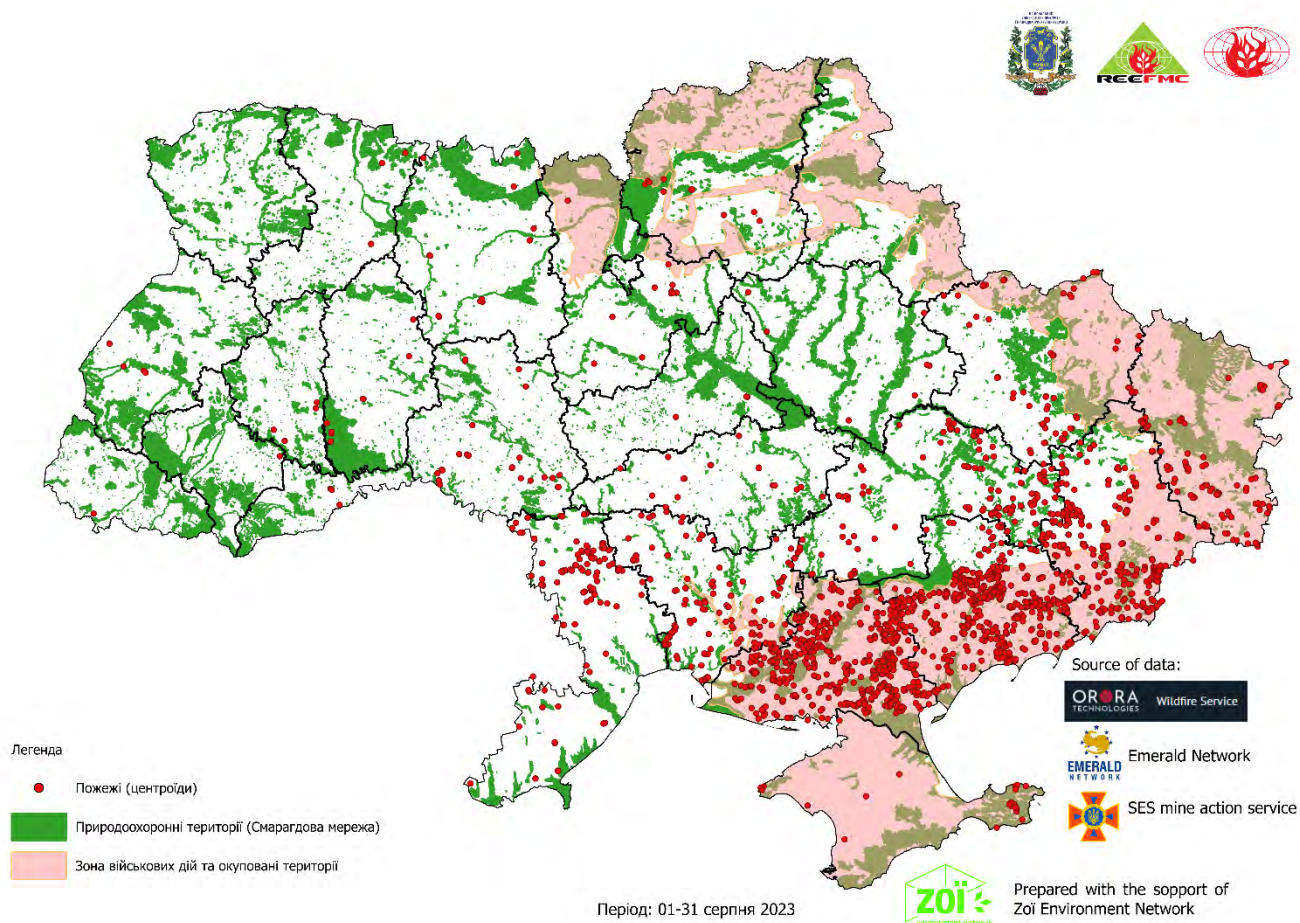 REEFMC
Source of data:
ORORA
TECHNOLOGIES
Wildfire Service
EMERALD
NETWORK
Emerald Network
SES mine action service
Легенда
Пожежі (центроїди)
Природоохоронні території (Смарагдова мережа)
Зона військових дій та окуповані території
Період: 01-31 серпня 2023
zoï
Prepared with the sopport of
Zoï Environment Network